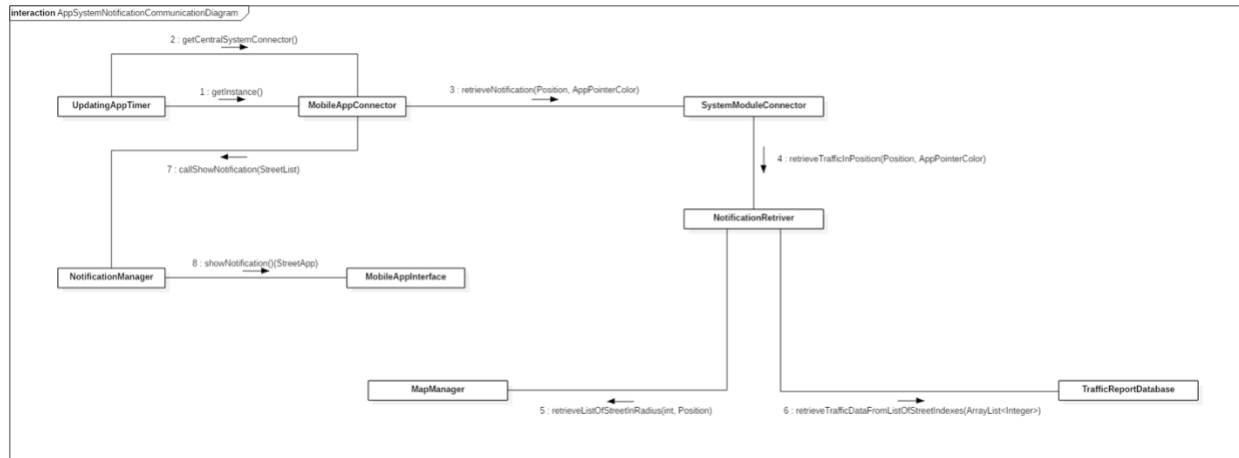 interaction AppSystemNotificationCommunicationDiagram
2 : getCentralSystemConnector()
UpdatingAppTimer
1 : getInstance()
MobileAppConnector
3 : retrieveNotification(Position, AppPointerColor)
SystemModuleConnector
7 : callShowNotification(StreetList)
4 : retrieveTrafficInPosition(Position, AppPointerColor)
NotificationRetriver
NotificationManager
8 : showNotification()(StreetApp)
MobileAppInterface
MapManager
5 : retrieveListOfStreetInRadius(int, Position)
TrafficReportDatabase
6 : retrieveTrafficDataFromListOfStreetIndexes(ArrayList<Integer>)